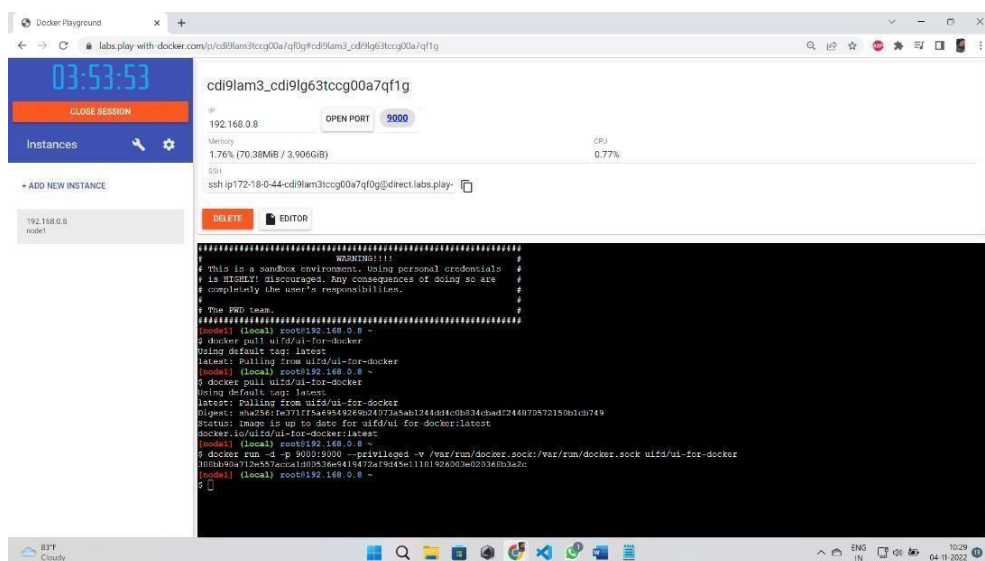 Docker Playground
labs.play-with-docker.com/p/cdi9lam3tccg00a7qf0g#cdi9lam3_cdi9lg63tccg00a7qf1g
03:53:53
CLOSE SESSION
Instances
+ ADD NEW INSTANCE
192.168.0.8
node1
cdi9lam3_cdi9lg63tccg00a7qf1g
IP
192.168.0.8
OPEN PORT
9000
Memory
1.76% (70.38MiB / 3.906GiB)
CPU
0.77%
SSH
ssh ip172-18-0-44-cdi9lam3tccg00a7qf0g@direct.labs.play-
DELETE
EDITOR
###############################################################
# WARNING!!!! #
# This is a sandbox environment. Using personal credentials #
# is HIGHLY! discouraged. Any consequences of doing so are #
# completely the user's responsibilites. #
# #
# The PWD team. #
###############################################################
[node1] (local) root@192.168.0.8 ~
$ docker pull uifd/ui-for-docker
Using default tag: latest
latest: Pulling from uifd/ui-for-docker
[node1] (local) root@192.168.0.8 ~
$ docker pull uifd/ui-for-docker
Using default tag: latest
latest: Pulling from uifd/ui-for-docker
Digest:
Status: Image is up to date for uifd/ui-for-docker:latest
docker.io/uifd/ui-for-docker:latest
[node1] (local) root@192.168.0.8 ~
$ docker run -d -p 9000:9000 --privileged -v /var/run/docker.sock:/var/run/docker.sock uifd/ui-for-docker
[node1] (local) root@192.168.0.8 ~
$
83°F
Cloudy
ENG
IN
10:29
04-11-2022